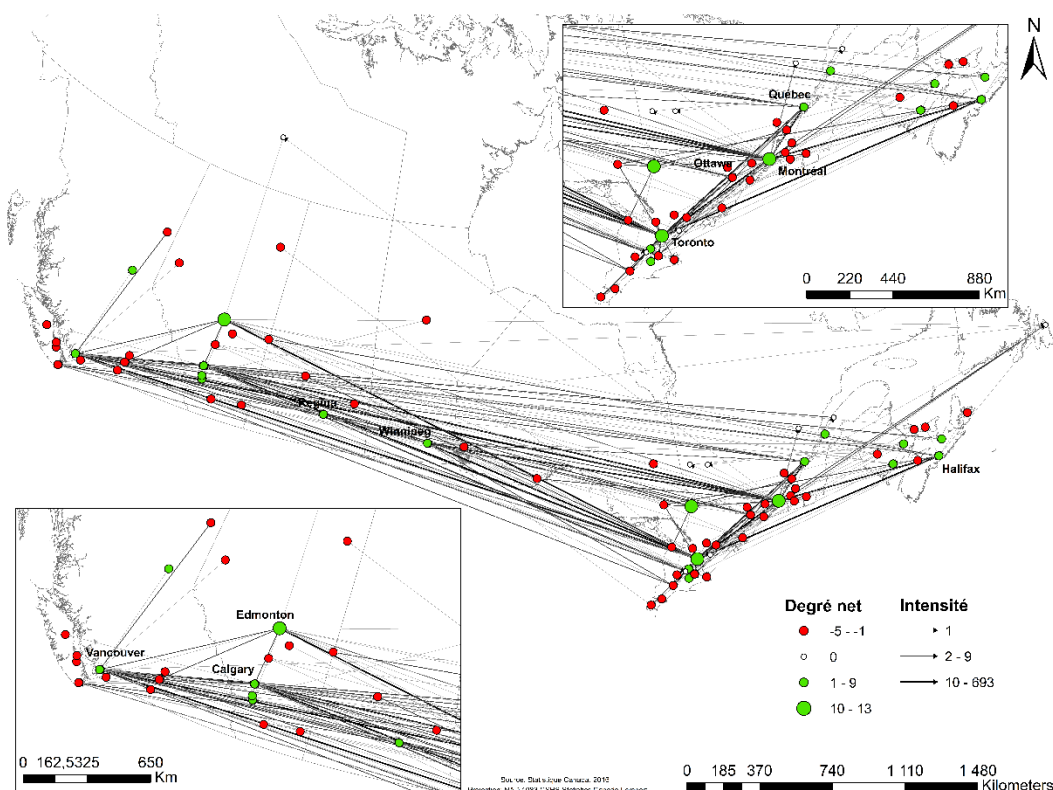 N
Québec
Ottawa
Montréal
Toronto
0 220 440 880
Km
Regina
Winnipeg
Halifax
Edmonton
Vancouver
Calgary
0 162,5325 650
Km
Degré net
-5 - -1
0
1 - 9
10 - 13
Intensité
1
2 - 9
10 - 693
Source: Statistique Canada, 2016
0 185 370 740 1 110 1 480
Kilometers